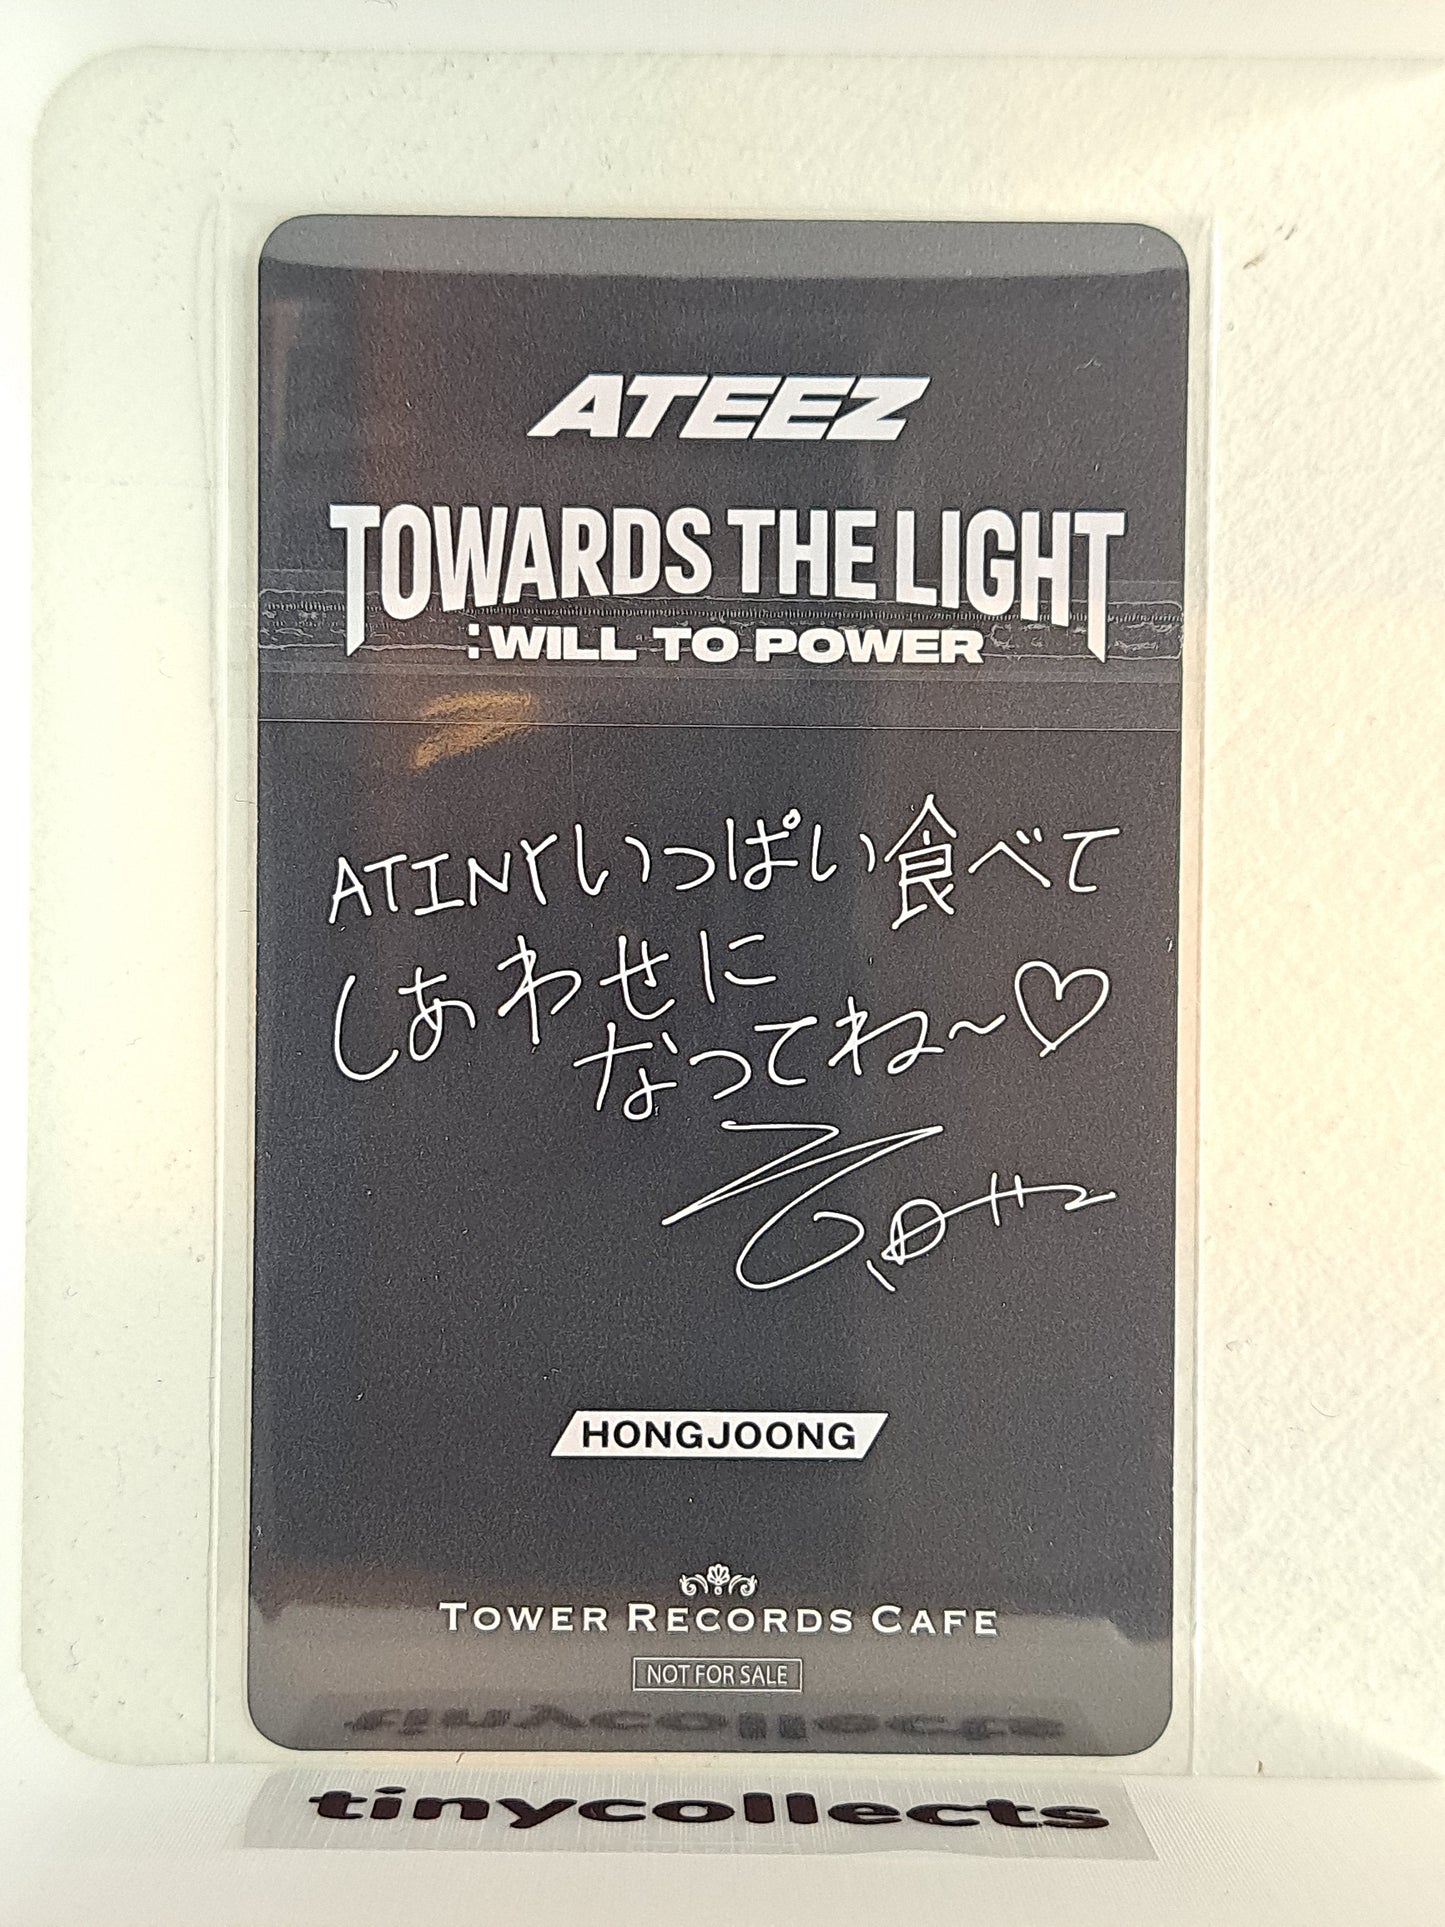 ATEEZ
TOWARDS THE LIGHT
: WILL TO POWER
ATINYいっぱい食べて
しあわせに
なってね〜♡
HONGJOONG
TOWER RECORDS CAFE
NOT FOR SALE
tinycollects